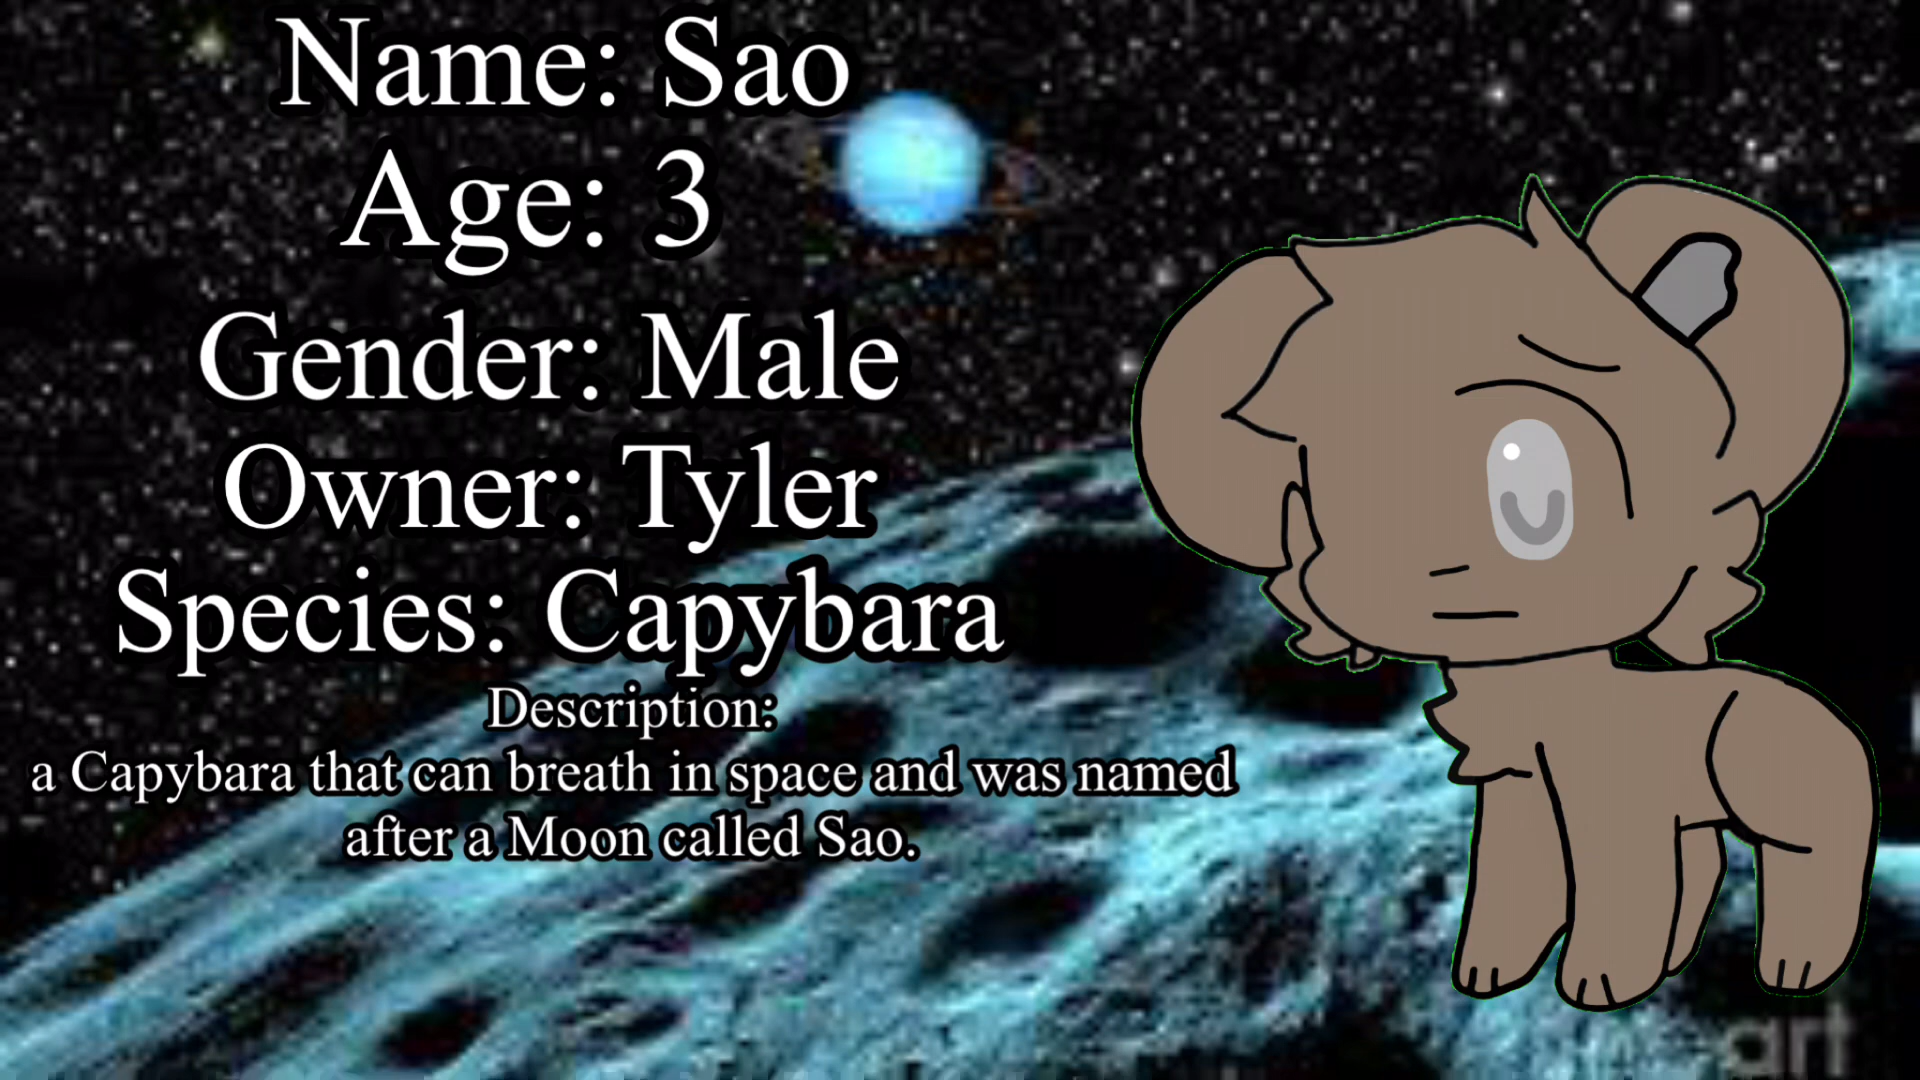 Name: Sao
Age: 3
Gender: Male
Owner: Tyler
Species: Capybara
Description:
a Capybara that can breath in space and was named
after a Moon called Sao.
art